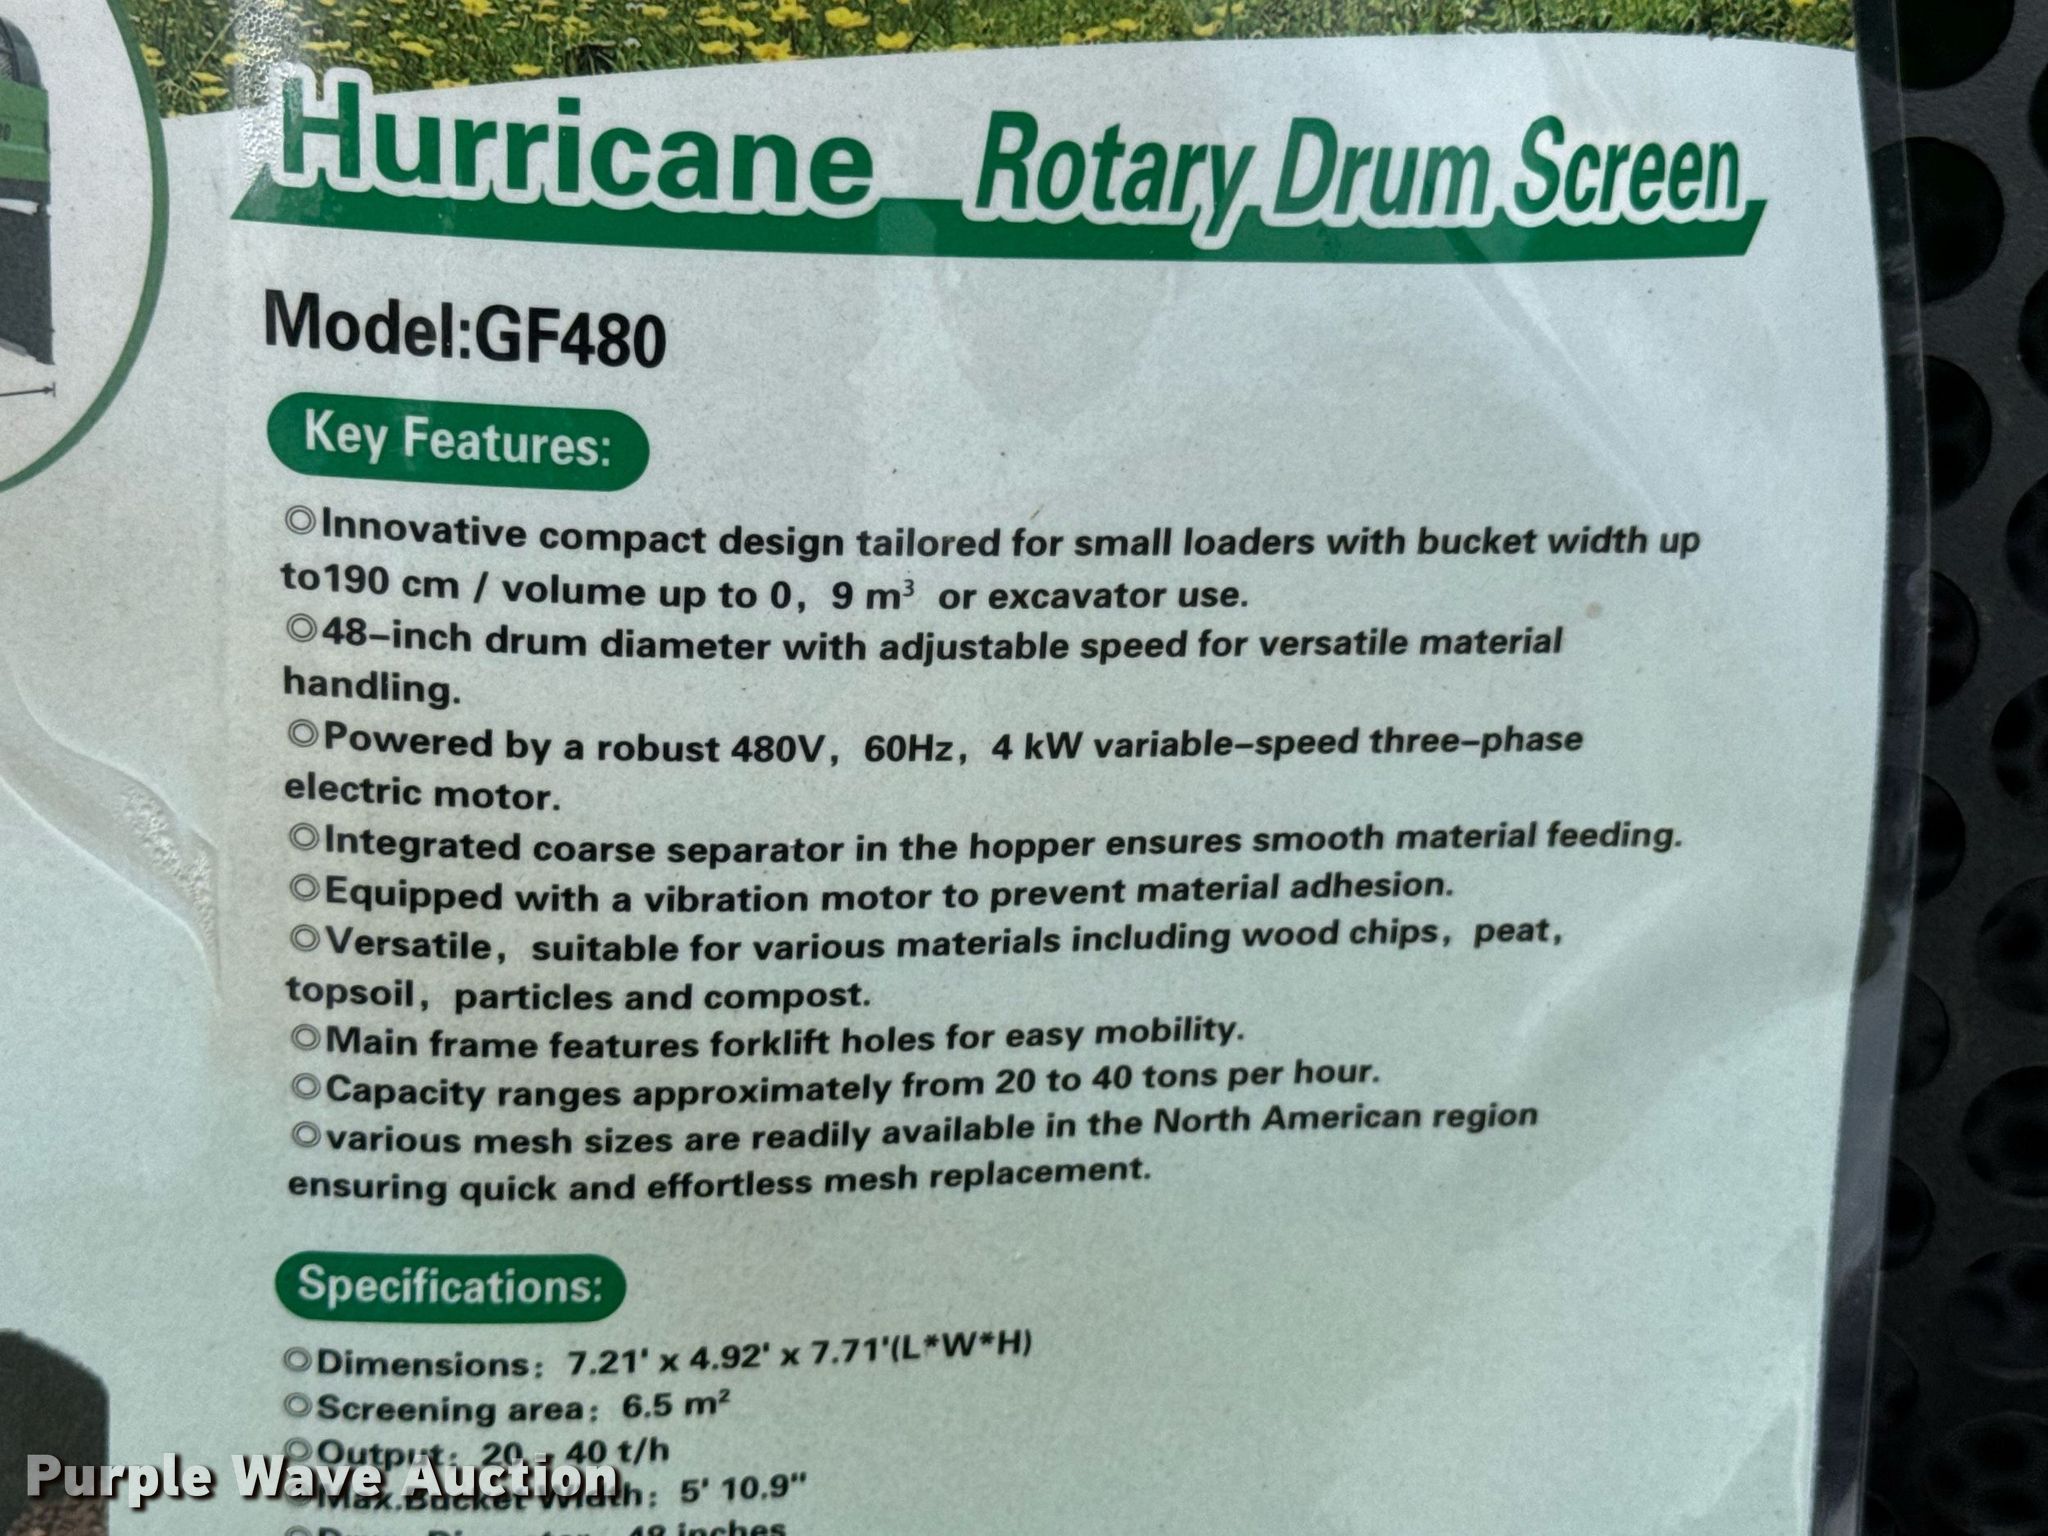 Hurricane Rotary Drum Screen
Model:GF480
Key Features:
◎Innovative compact design tailored for small loaders with bucket width up
to190 cm / volume up to 0, 9 m³ or excavator use.
◎48-inch drum diameter with adjustable speed for versatile material
handling.
◎Powered by a robust 480V, 60Hz, 4 kW variable-speed three-phase
electric motor.
◎Integrated coarse separator in the hopper ensures smooth material feeding.
◎Equipped with a vibration motor to prevent material adhesion.
◎Versatile, suitable for various materials including wood chips, peat,
topsoil, particles and compost.
◎Main frame features forklift holes for easy mobility.
◎Capacity ranges approximately from 20 to 40 tons per hour.
◎various mesh sizes are readily available in the North American region
ensuring quick and effortless mesh replacement.
Specifications:
◎Dimensions: 7.21' x 4.92' x 7.71'(L*W*H)
◎Screening area: 6.5 m²
◎Output: 20 - 40 t/h
◎Max.Bucket Width: 5' 10.9"
48 inches
Purple Wave Auction